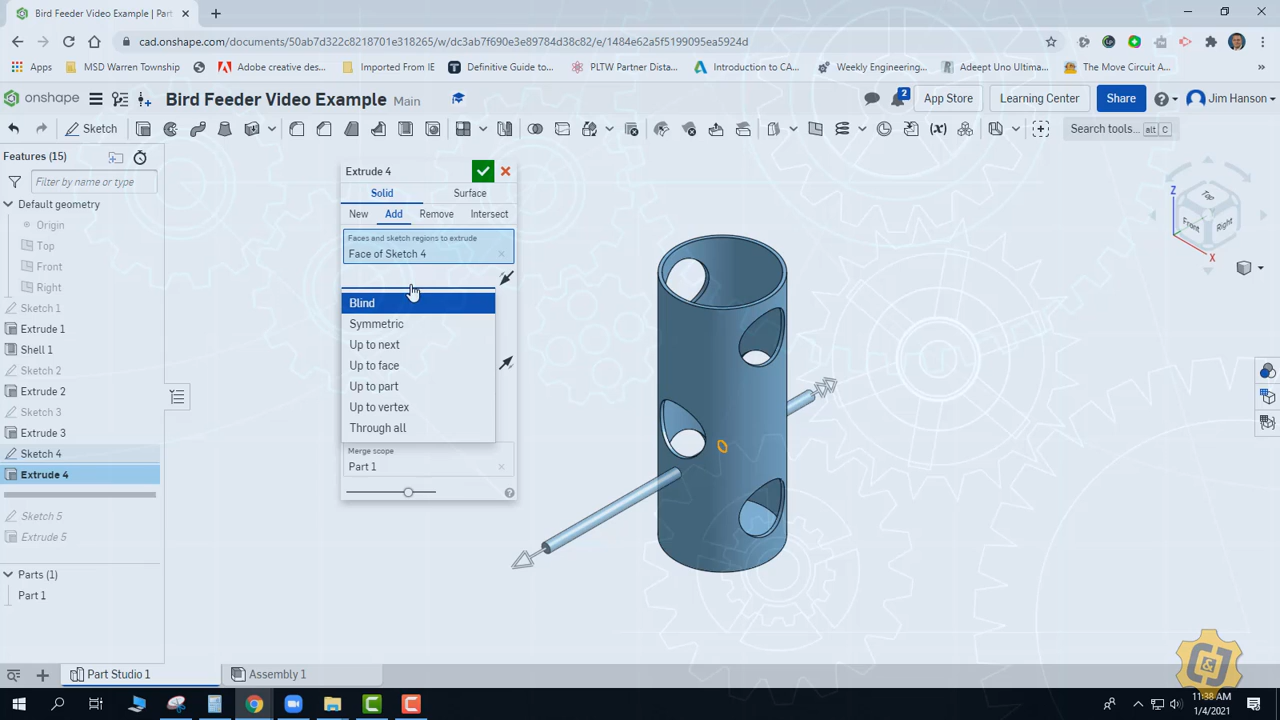 Bird Feeder Video Example | Part
cad.onshape.com/documents/50ab7d322c8218701e318265/w/dc3ab7f690e3e89784d38c82/e/1484e62a5f5199095ea5924d
Apps
MSD Warren Township
Adobe creative desi...
Imported From IE
Definitive Guide to...
PLTW Partner Dista...
Introduction to CA...
Weekly Engineering...
Adeept Uno Ultima...
The Move Circuit A...
»
onshape
Bird Feeder Video Example Main
2
App Store
Learning Center
Share
Jim Hanson
Sketch
Search tools... alt C
Features (15)
Filter by name or type
Default geometry
Origin
Top
Front
Right
Sketch 1
Extrude 1
Shell 1
Sketch 2
Extrude 2
Sketch 3
Extrude 3
Sketch 4
Extrude 4
Sketch 5
Extrude 5
Parts (1)
Part 1
Extrude 4
Solid Surface
New Add Remove Intersect
Faces and sketch regions to extrude
Face of Sketch 4
Blind
Symmetric
Up to next
Up to face
Up to part
Up to vertex
Through all
Merge scope
Part 1
Z
Top
Front
Right
X
Part Studio 1
Assembly 1
&J
11:38 AM
1/4/2021